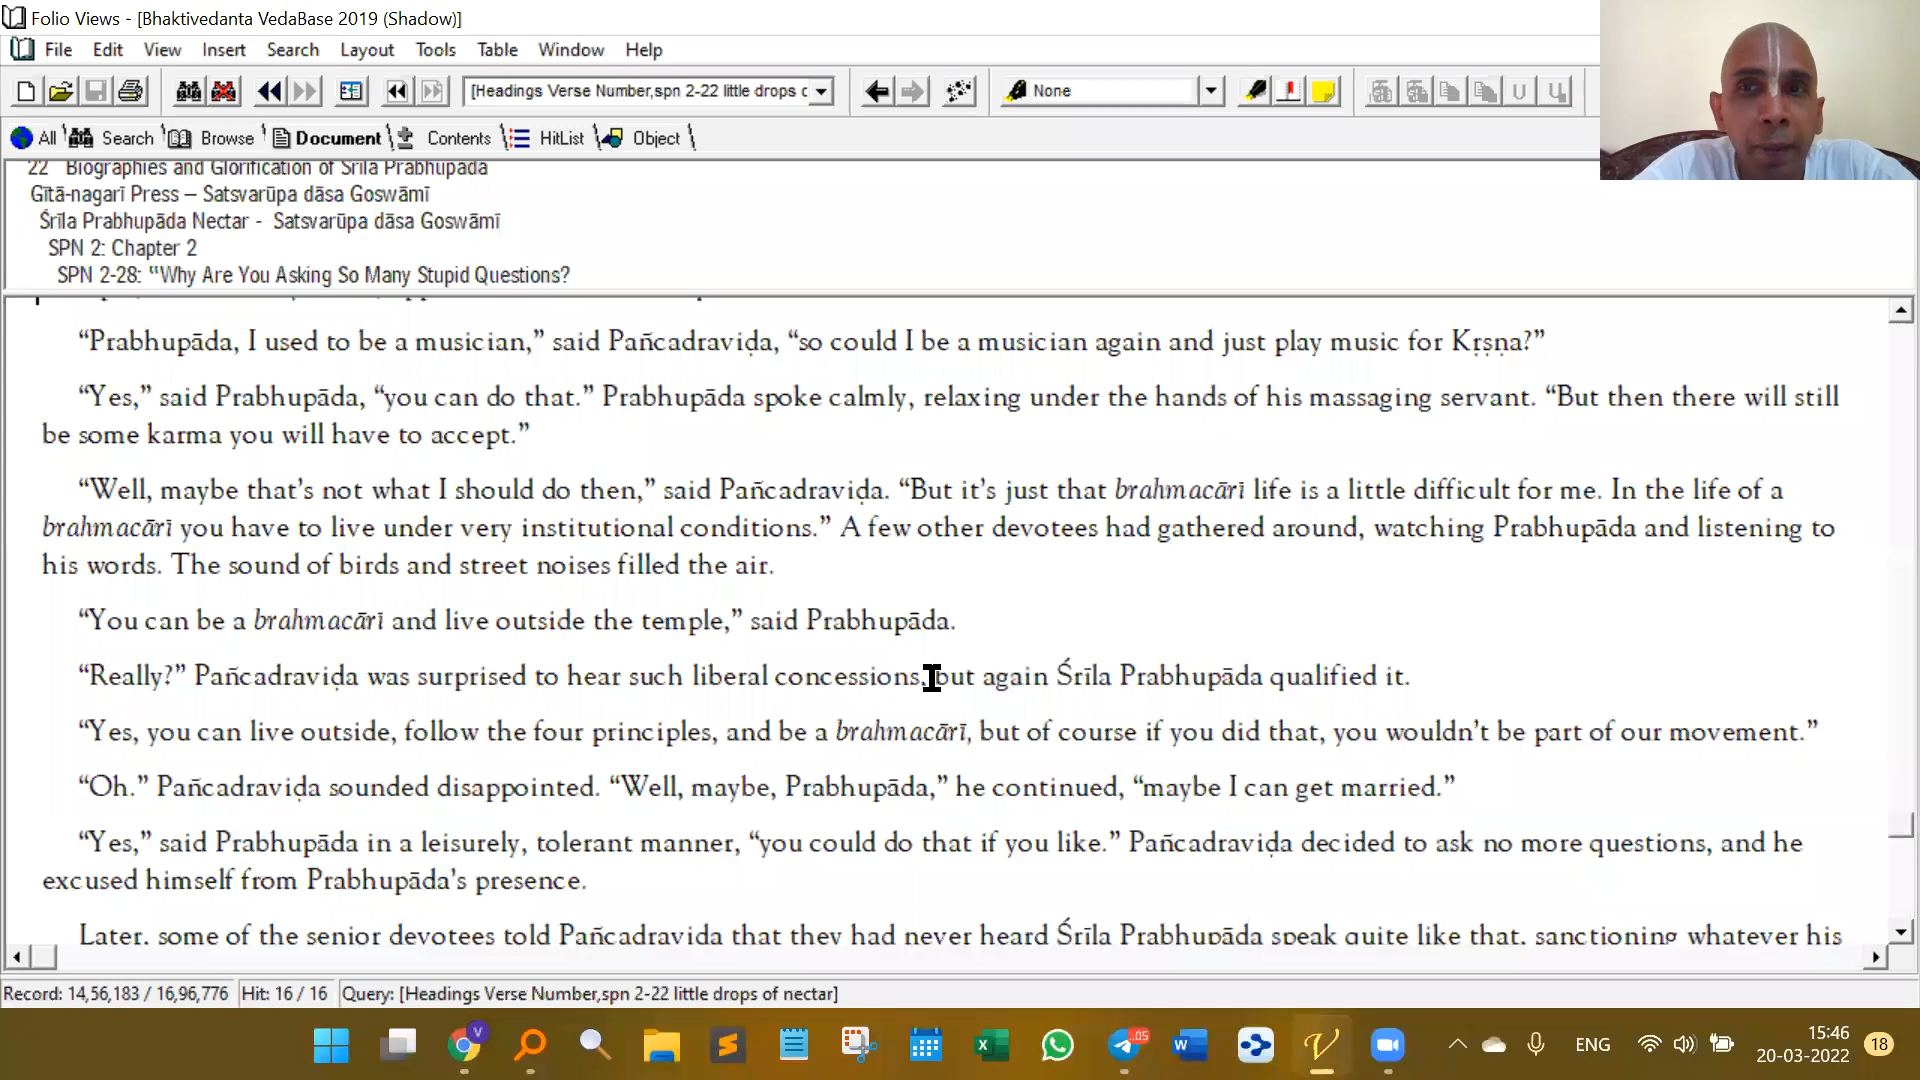 Folio Views - [Bhaktivedanta VedaBase 2019 (Shadow)]
File Edit View Insert Search Layout Tools Table Window Help
[Headings Verse Number,spn 2-22 little drops c
None
All Search Browse Document Contents HitList Object
22 Biographies and Glorification of Śrīla Prabhupāda
Gītā-nagarī Press – Satsvarūpa dāsa Goswāmī
Śrīla Prabhupāda Nectar - Satsvarūpa dāsa Goswāmī
SPN 2: Chapter 2
SPN 2-28: "Why Are You Asking So Many Stupid Questions?
“Prabhupāda, I used to be a musician,” said Pañcadraviḍa, “so could I be a musician again and just play music for Kṛṣṇa?”
“Yes,” said Prabhupāda, “you can do that.” Prabhupāda spoke calmly, relaxing under the hands of his massaging servant. “But then there will still
be some karma you will have to accept.”
“Well, maybe that’s not what I should do then,” said Pañcadraviḍa. “But it’s just that brahmacārī life is a little difficult for me. In the life of a
brahmacārī you have to live under very institutional conditions.” A few other devotees had gathered around, watching Prabhupāda and listening to
his words. The sound of birds and street noises filled the air.
“You can be a brahmacārī and live outside the temple,” said Prabhupāda.
“Really?” Pañcadraviḍa was surprised to hear such liberal concessions, but again Śrīla Prabhupāda qualified it.
“Yes, you can live outside, follow the four principles, and be a brahmacārī, but of course if you did that, you wouldn’t be part of our movement.”
“Oh.” Pañcadraviḍa sounded disappointed. “Well, maybe, Prabhupāda,” he continued, “maybe I can get married.”
“Yes,” said Prabhupāda in a leisurely, tolerant manner, “you could do that if you like.” Pañcadraviḍa decided to ask no more questions, and he
excused himself from Prabhupāda’s presence.
Later, some of the senior devotees told Pañcadraviḍa that they had never heard Śrīla Prabhupāda speak quite like that, sanctioning whatever his
Record: 14,56,183 / 16,96,776 Hit: 16 / 16 Query: [Headings Verse Number,spn 2-22 little drops of nectar]
V
.05
ENG
15:46
20-03-2022
18